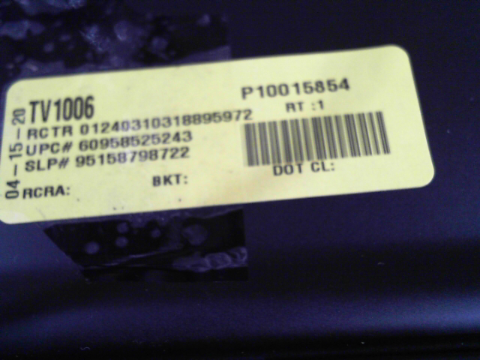 TV1006
P10015854
RCTR 01240310318895972
RT :1
UPC# 60958525243
SLP# 95158798722
RCRA:
BKT:
DOT CL:
04-15-20